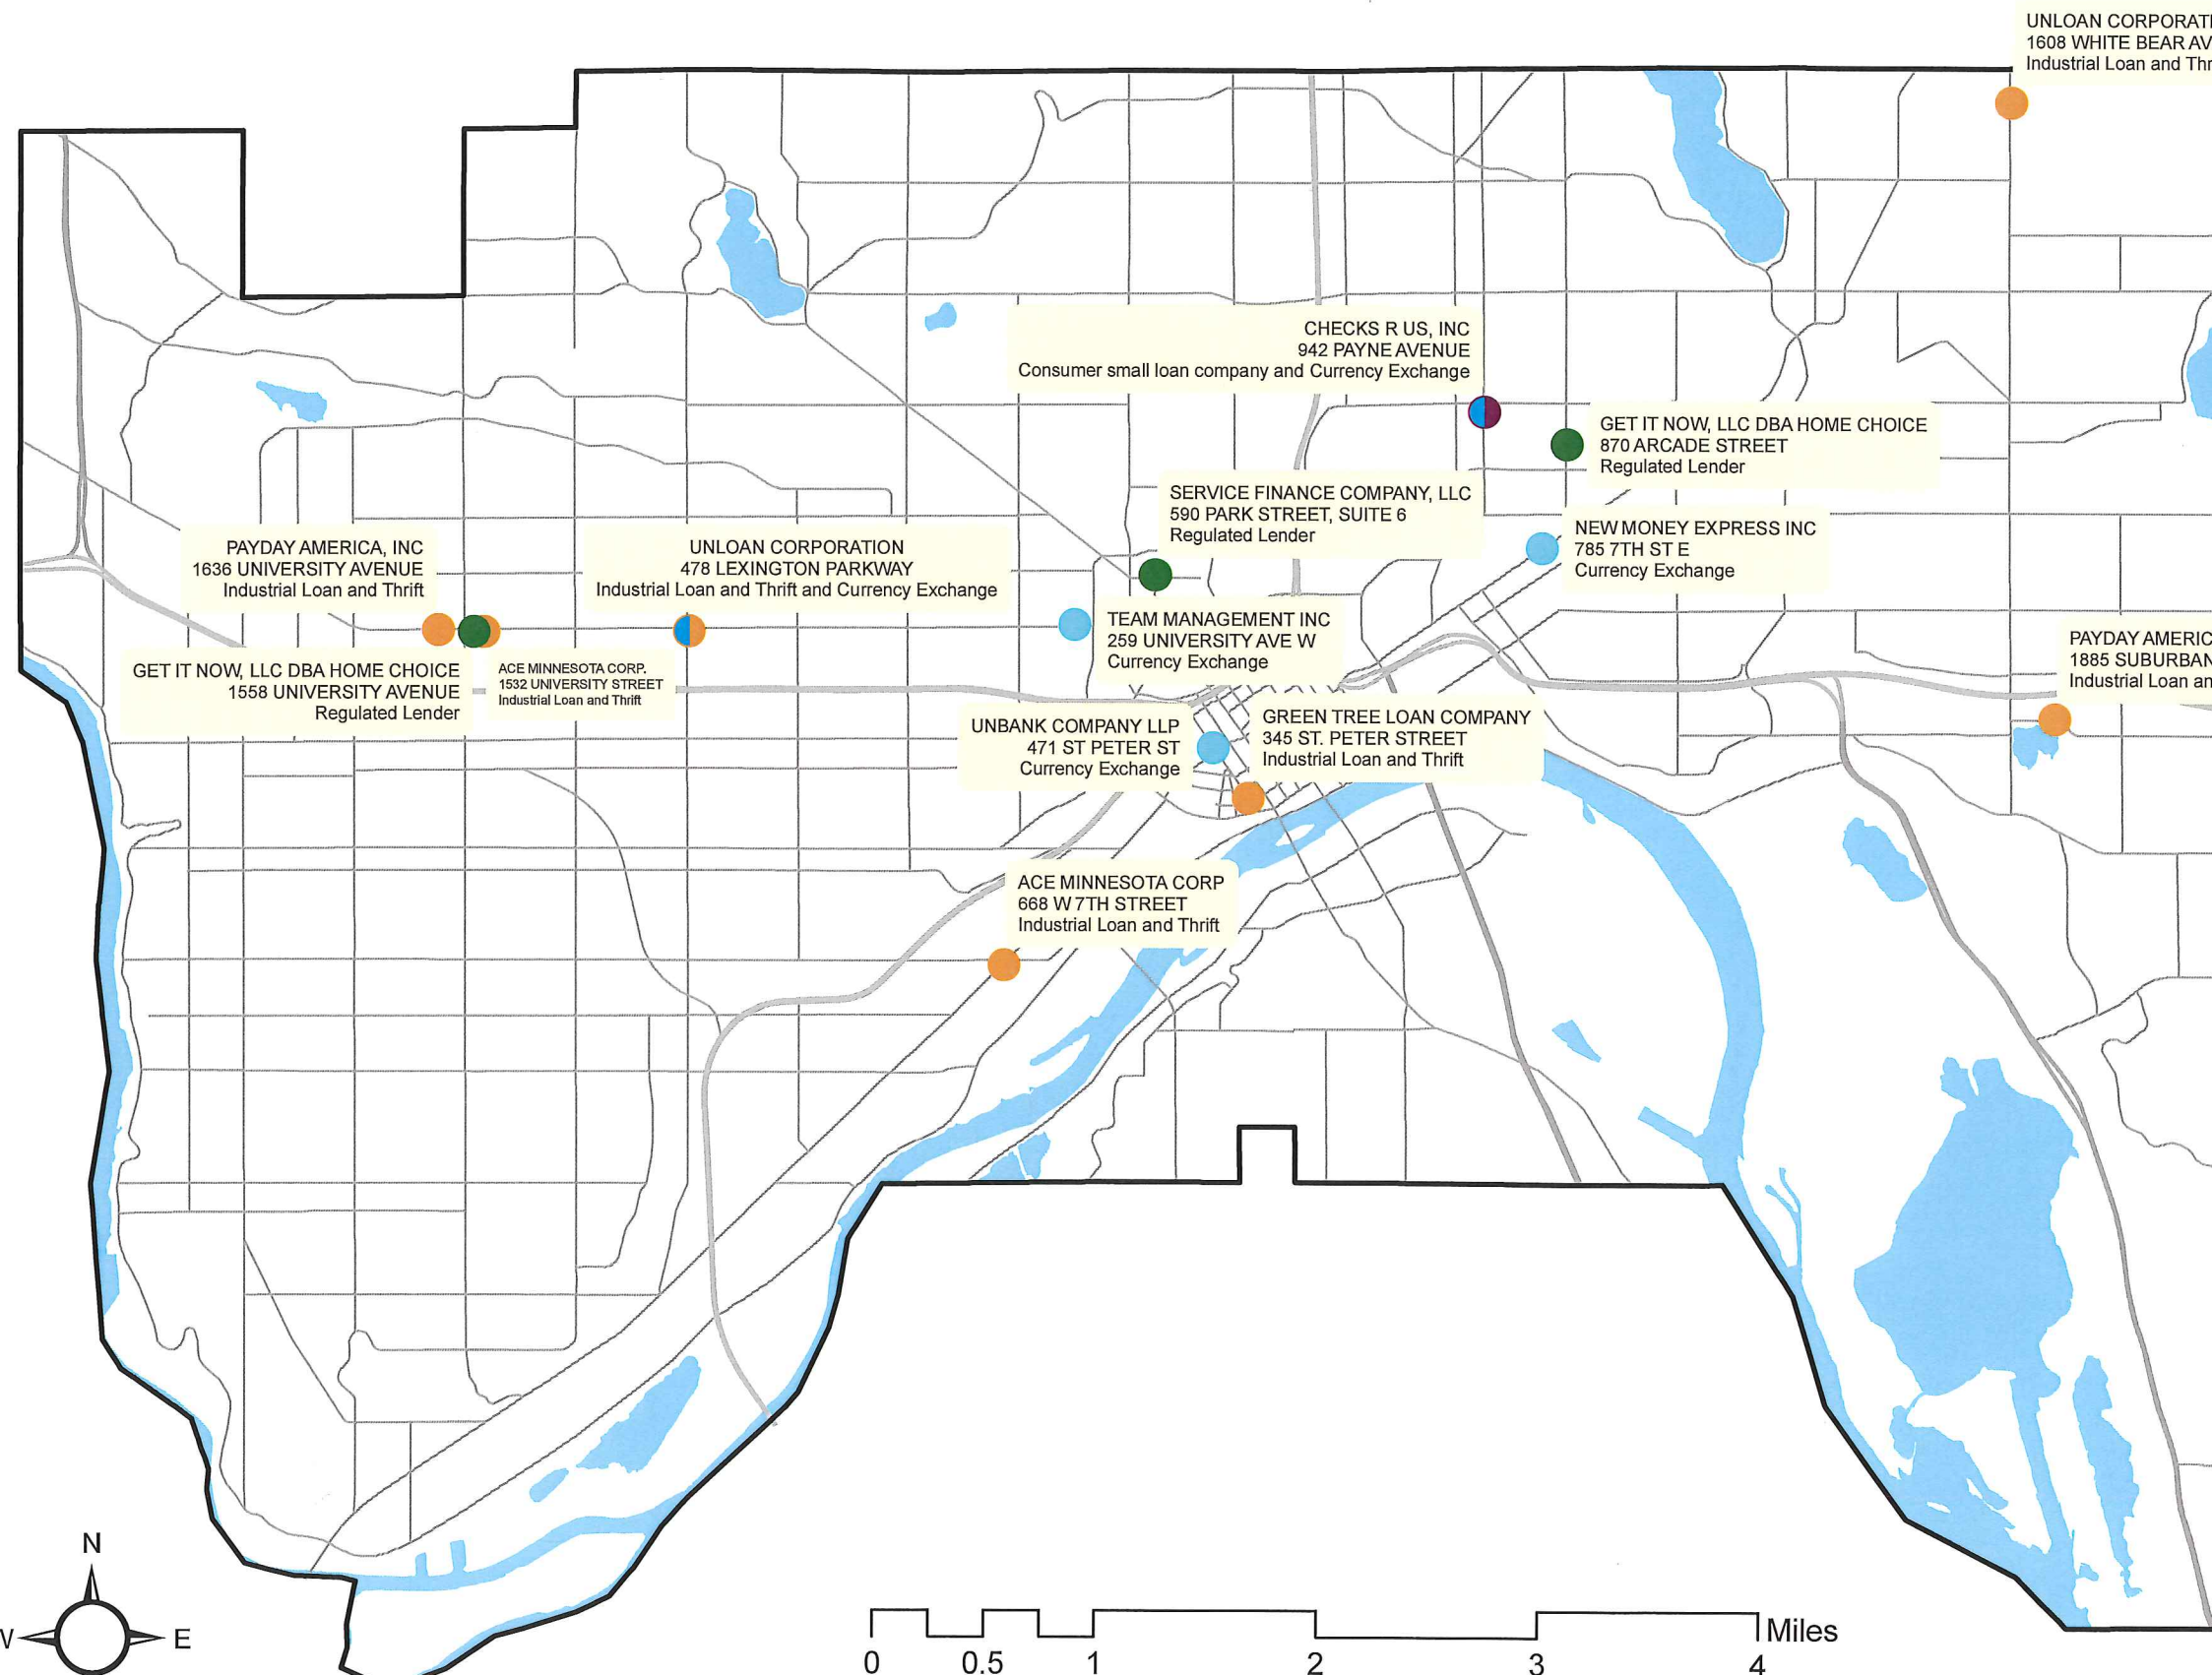 UNLOAN CORPORATI
1608 WHITE BEAR AV
Industrial Loan and Thr
CHECKS R US, INC
942 PAYNE AVENUE
Consumer small loan company and Currency Exchange
GET IT NOW, LLC DBA HOME CHOICE
870 ARCADE STREET
Regulated Lender
SERVICE FINANCE COMPANY, LLC
590 PARK STREET, SUITE 6
Regulated Lender
NEW MONEY EXPRESS INC
785 7TH ST E
Currency Exchange
PAYDAY AMERICA, INC
1636 UNIVERSITY AVENUE
Industrial Loan and Thrift
UNLOAN CORPORATION
478 LEXINGTON PARKWAY
Industrial Loan and Thrift and Currency Exchange
TEAM MANAGEMENT INC
259 UNIVERSITY AVE W
Currency Exchange
PAYDAY AMERIC
1885 SUBURBAN
Industrial Loan an
GET IT NOW, LLC DBA HOME CHOICE
1558 UNIVERSITY AVENUE
Regulated Lender
ACE MINNESOTA CORP.
1532 UNIVERSITY STREET
Industrial Loan and Thrift
UNBANK COMPANY LLP
471 ST PETER ST
Currency Exchange
GREEN TREE LOAN COMPANY
345 ST. PETER STREET
Industrial Loan and Thrift
ACE MINNESOTA CORP
668 W 7TH STREET
Industrial Loan and Thrift
N
W E
Miles
0 0.5 1 2 3 4